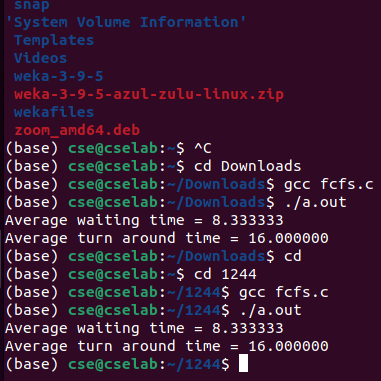 snap
'System Volume Information'
Templates
Videos
weka-3-9-5
weka-3-9-5-azul-zulu-linux.zip
wekafiles
zoom_amd64.deb
(base) cse@cselab:~$ ^C
(base) cse@cselab:~$ cd Downloads
(base) cse@cselab:~/Downloads$ gcc fcfs.c
(base) cse@cselab:~/Downloads$ ./a.out
Average waiting time = 8.333333
Average turn around time = 16.000000
(base) cse@cselab:~/Downloads$ cd
(base) cse@cselab:~$ cd 1244
(base) cse@cselab:~/1244$ gcc fcfs.c
(base) cse@cselab:~/1244$ ./a.out
Average waiting time = 8.333333
Average turn around time = 16.000000
(base) cse@cselab:~/1244$